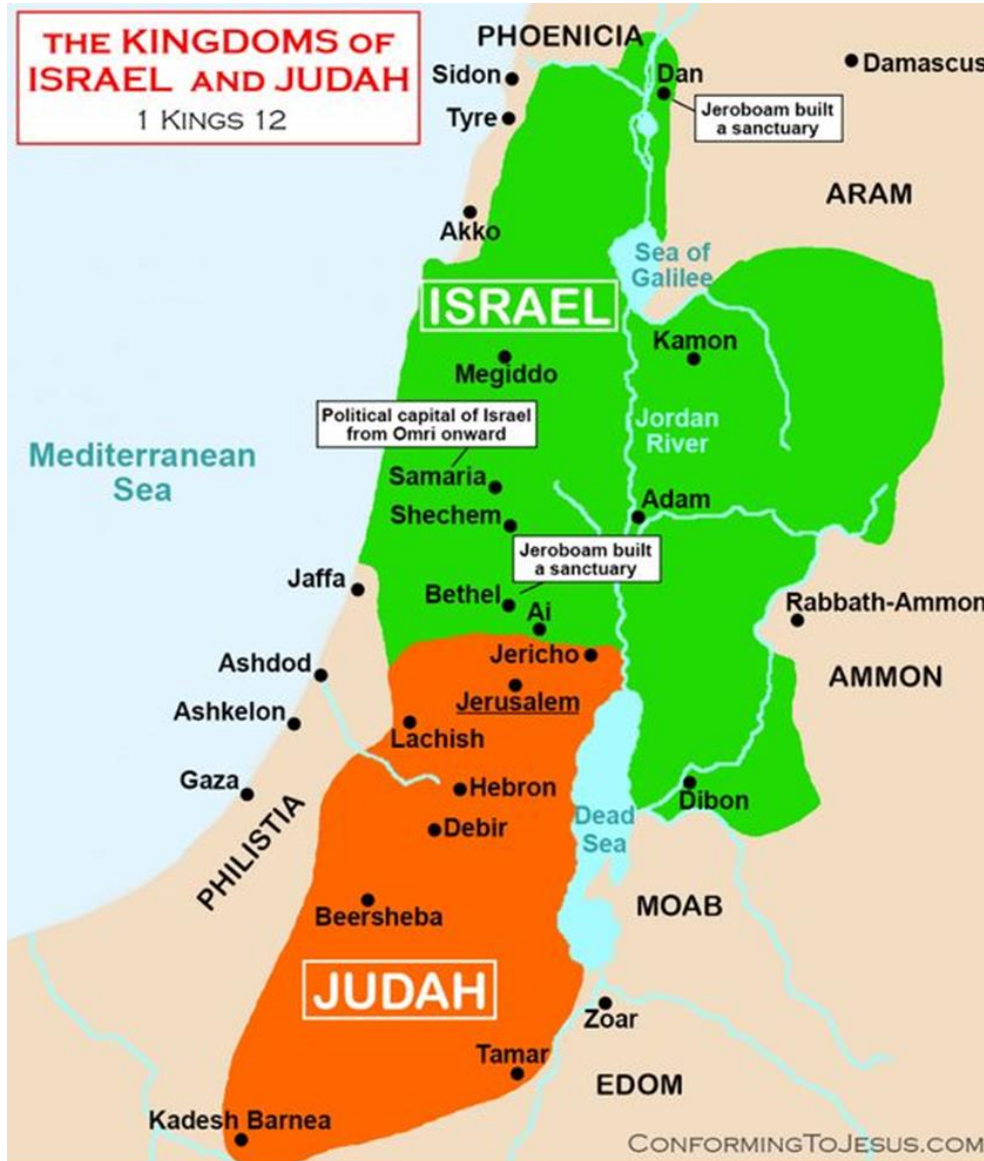 THE KINGDOMS OF
ISRAEL AND JUDAH
1 KINGS 12
PHOENICIA
Sidon
Dan
Damascus
Tyre
Jeroboam built
a sanctuary
ARAM
Akko
Sea of
Galilee
ISRAEL
Kamon
Megiddo
Political capital of Israel
from Omri onward
Jordan
River
Mediterranean
Sea
Samaria
Adam
Shechem
Jeroboam built
a sanctuary
Jaffa
Bethel
Ai
Rabbath-Ammon
Jericho
Ashdod
AMMON
Jerusalem
Ashkelon
Lachish
Gaza
Hebron
Dibon
Dead
Sea
Debir
PHILISTIA
MOAB
Beersheba
JUDAH
Zoar
Tamar
EDOM
Kadesh Barnea
CONFORMINGTOJESUS.COM